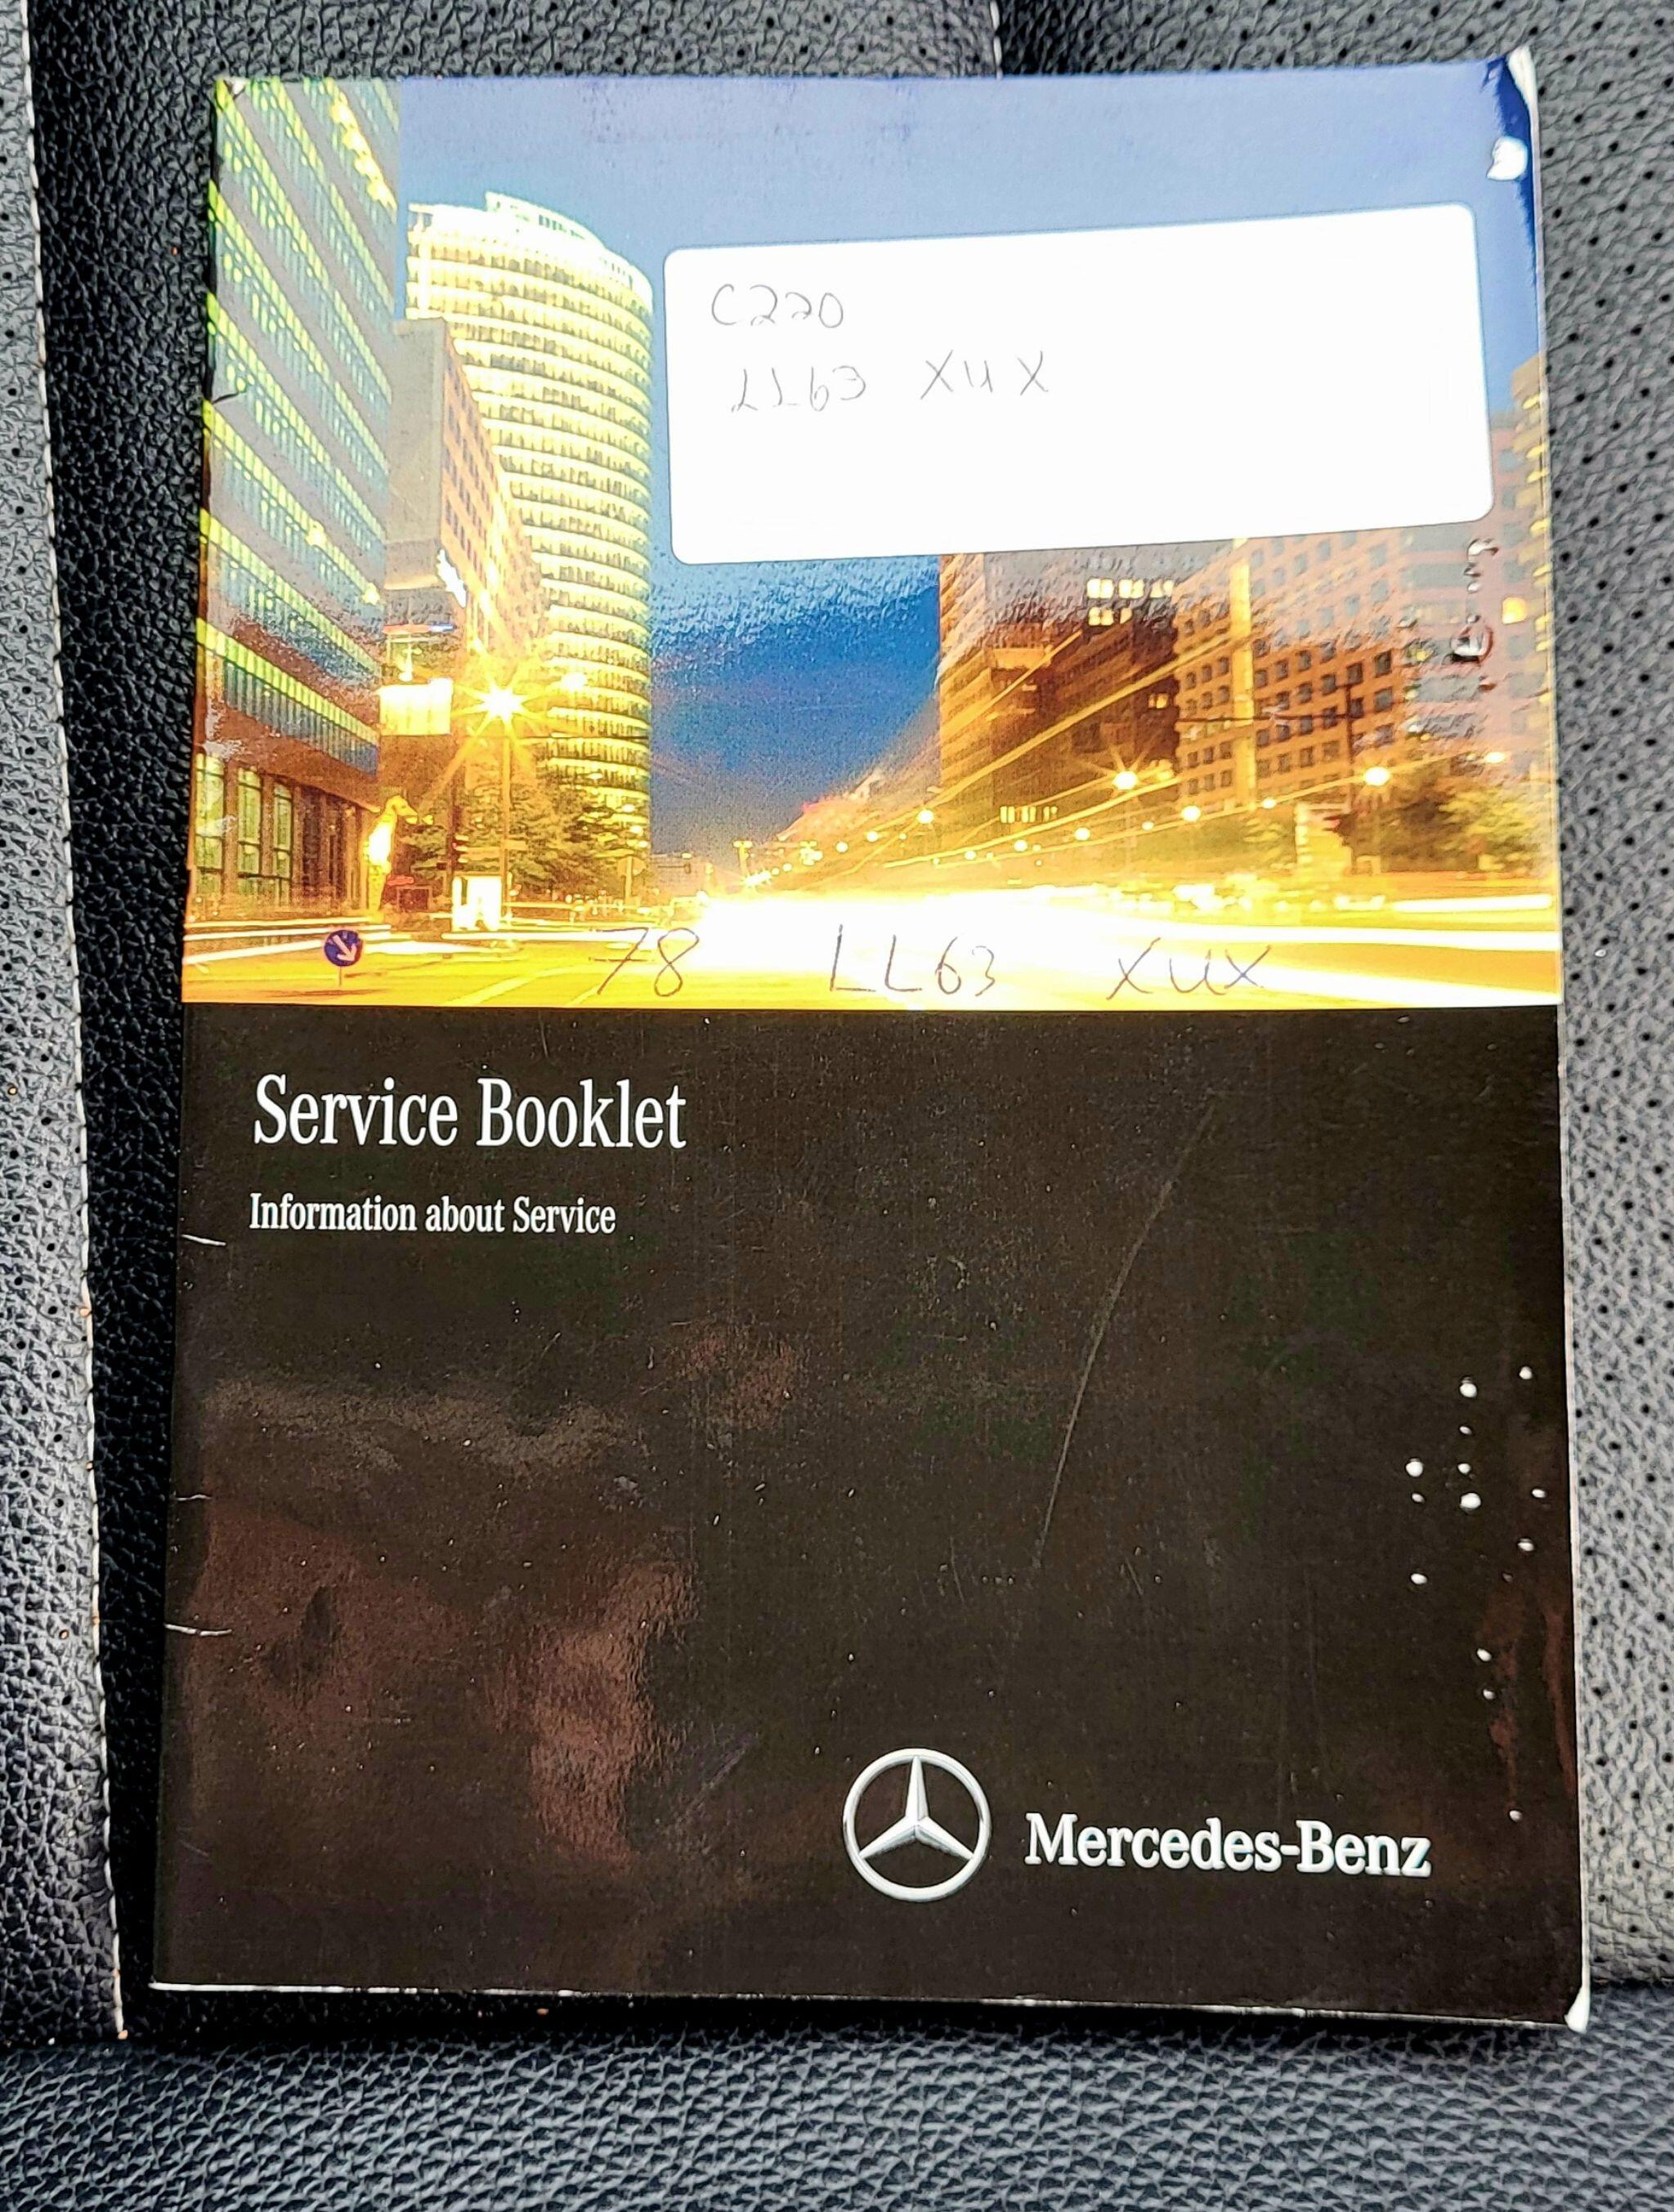 C220
LL63 XUX
78 LL63 XUX
Service Booklet
Information about Service
Mercedes-Benz